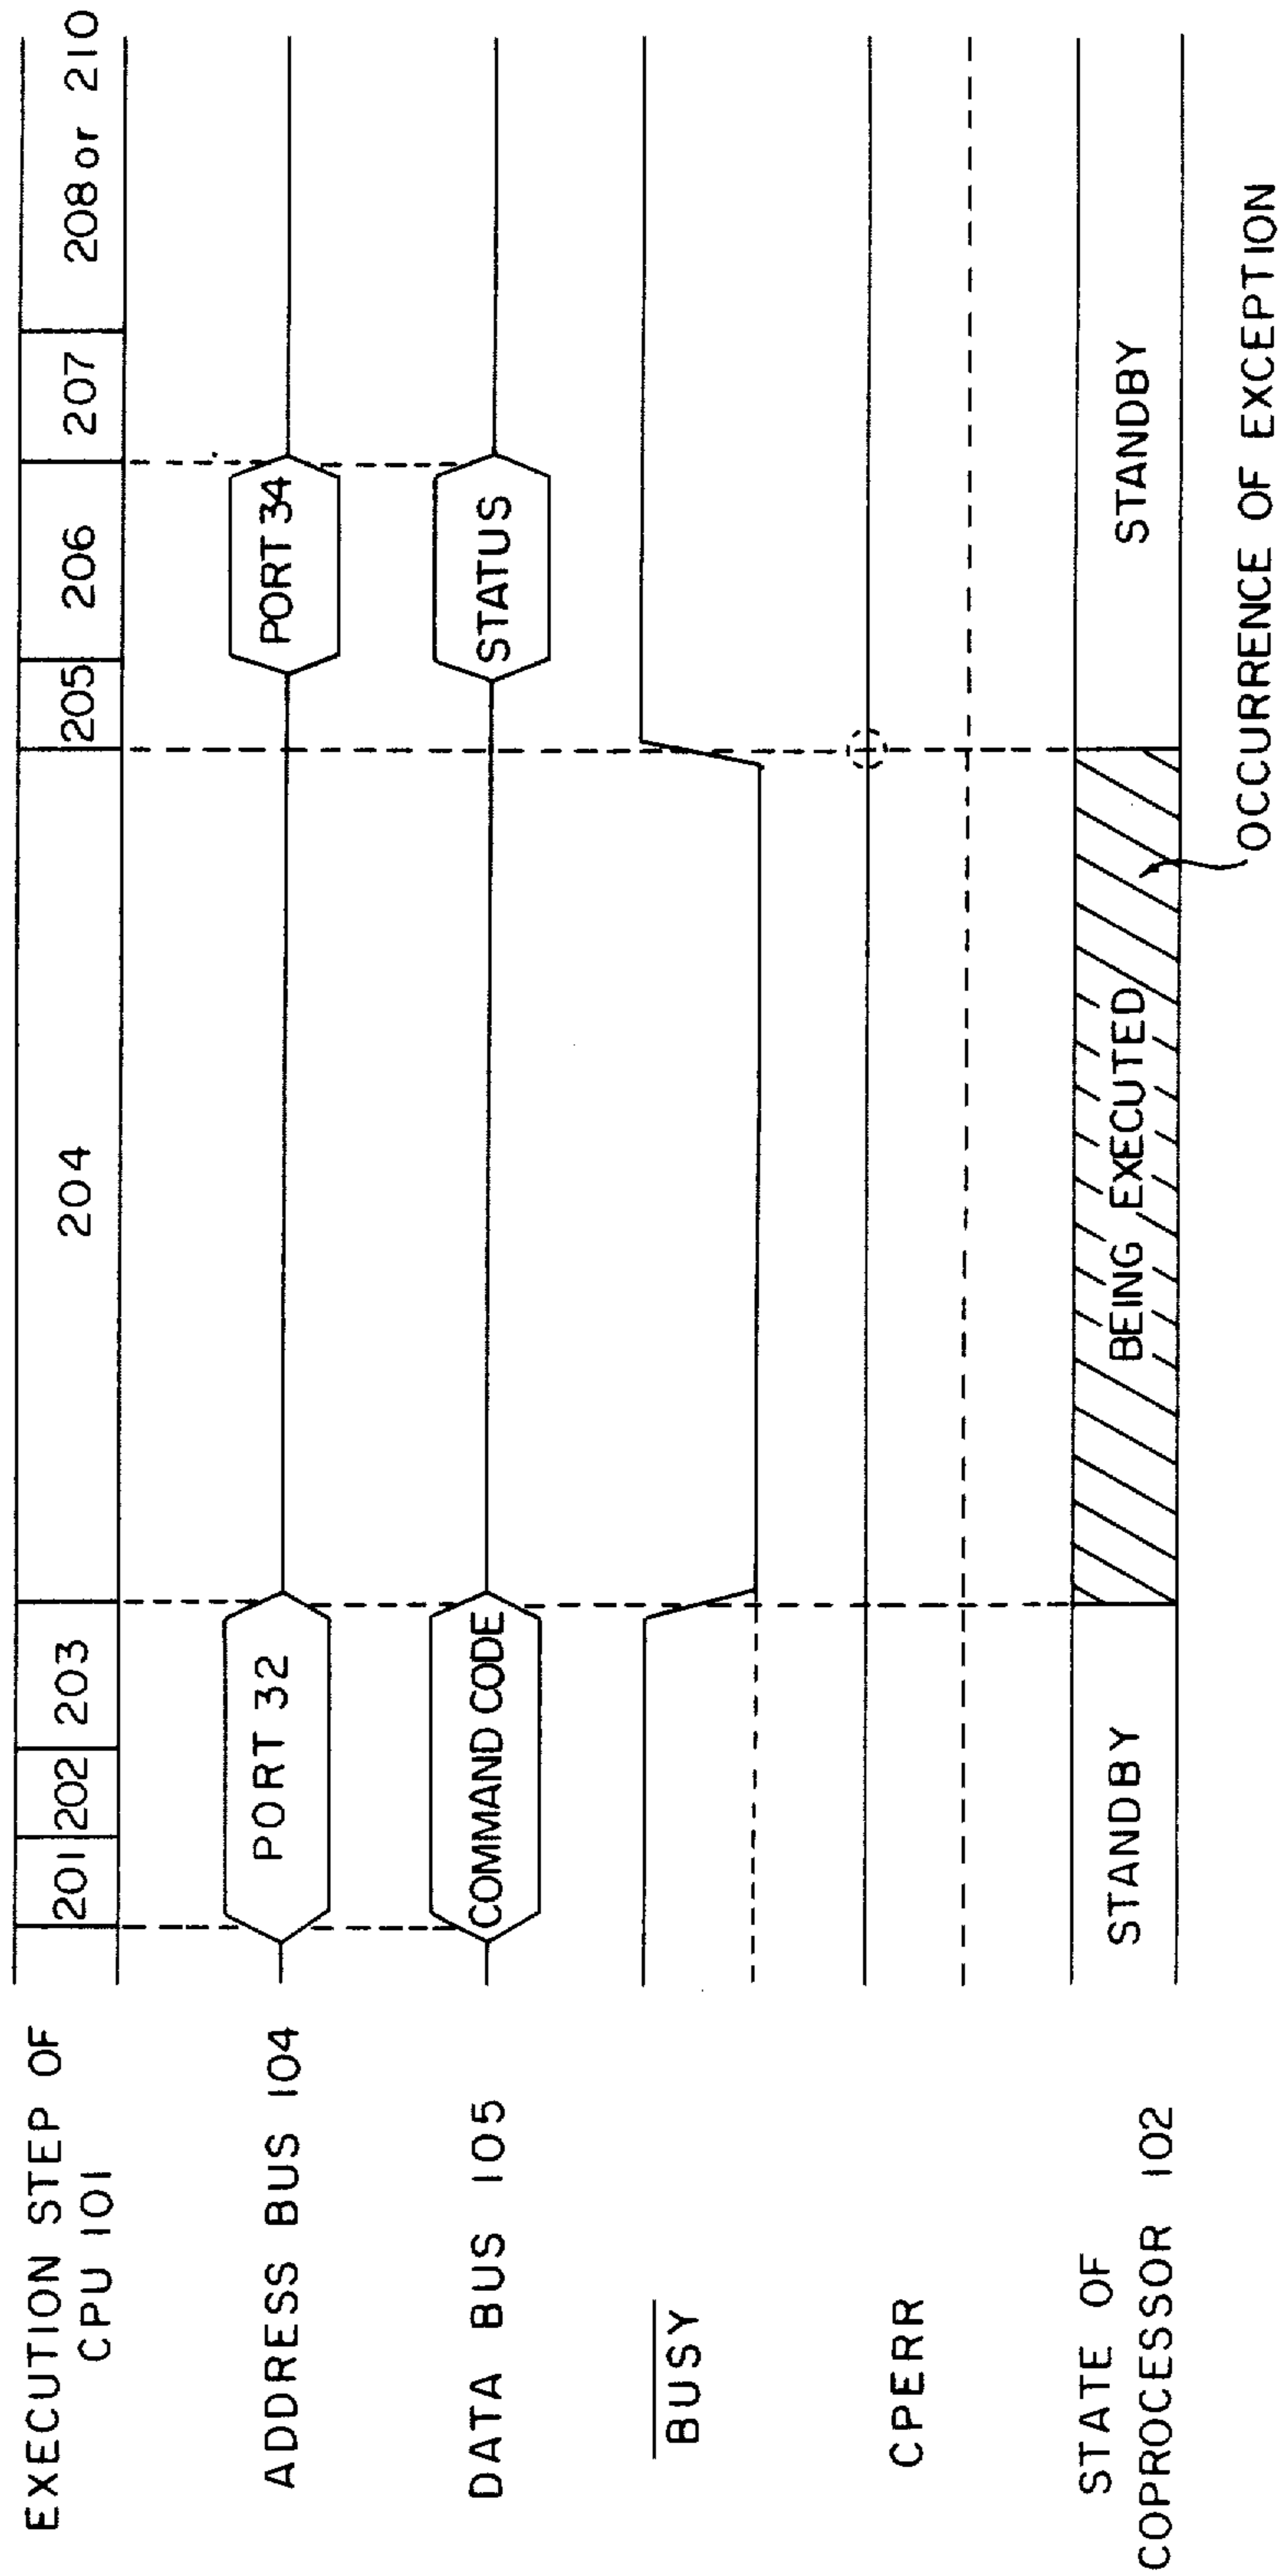 EXECUTION STEP OF
CPU 101
201 202 203 204 205 206 207 208 or 210
ADDRESS BUS 104
PORT 32 PORT 34
DATA BUS 105
COMMAND CODE STATUS
BUSY
CPERR
STATE OF
COPROCESSOR 102
STANDBY BEING EXECUTED STANDBY
OCCURRENCE OF EXCEPTION